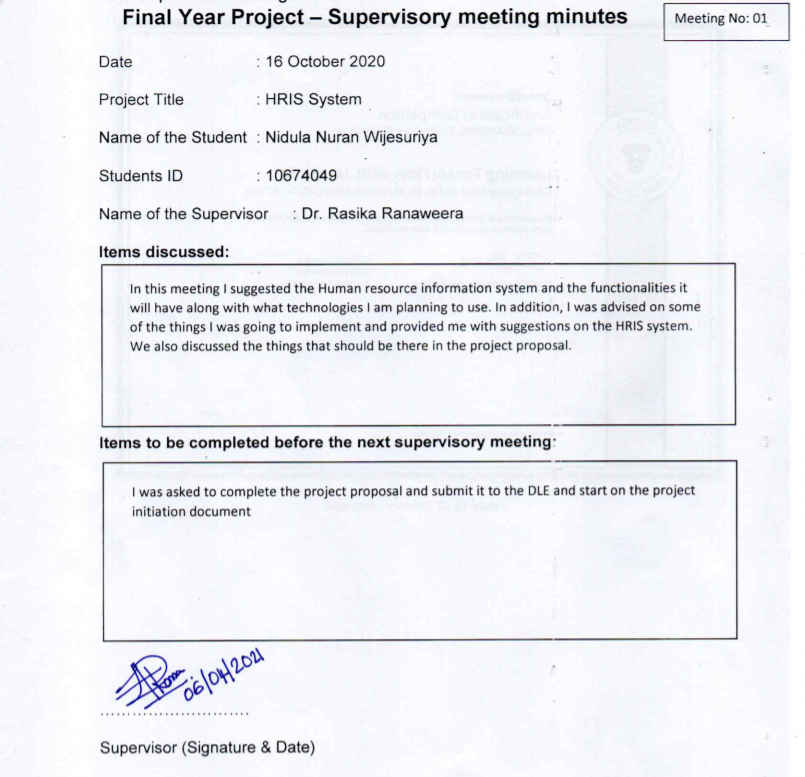 Final Year Project – Supervisory meeting minutes
Meeting No: 01
Date : 16 October 2020
Project Title : HRIS System
Name of the Student : Nidula Nuran Wijesuriya
Students ID : 10674049
Name of the Supervisor : Dr. Rasika Ranaweera
Items discussed:
In this meeting I suggested the Human resource information system and the functionalities it
will have along with what technologies I am planning to use. In addition, I was advised on some
of the things I was going to implement and provided me with suggestions on the HRIS system.
We also discussed the things that should be there in the project proposal.
Items to be completed before the next supervisory meeting:
I was asked to complete the project proposal and submit it to the DLE and start on the project
initiation document
06/04/2021
Supervisor (Signature & Date)